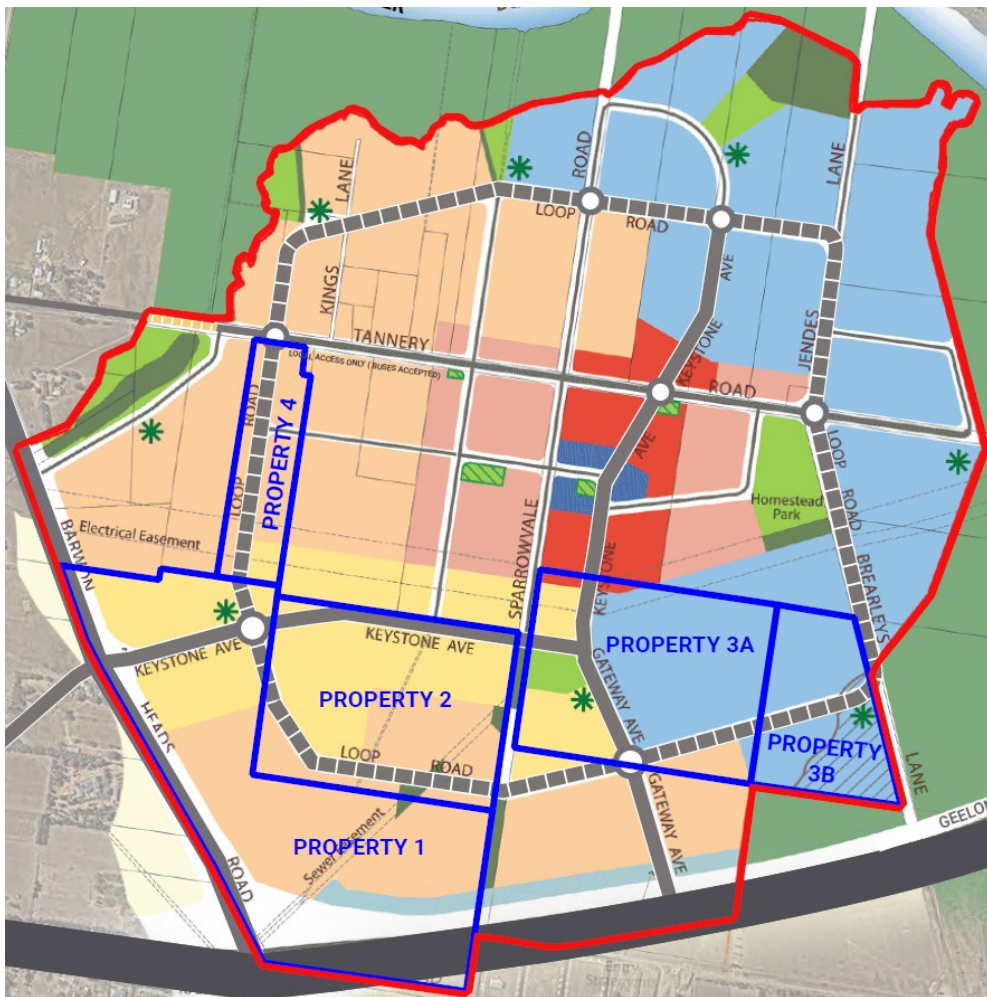 ROAD
LANE
LANE
LOOP
ROAD
KINGS
AVE
TANNERY
KEYSTONE
JENDES
LOCAL ACCESS ONLY (BUSES ACCEPTED)
ROAD
ROAD
PROPERTY 4
LOOP
AVE
LOOP
ROAD
Homestead
Park
Electrical Easement
BARWON
SPARROWVALE
KEYSTONE
BREARLEYS
KEYSTONE AVE
KEYSTONE AVE
PROPERTY 3A
GATEWAY AVE
PROPERTY 2
HEADS
LOOP
ROAD
PROPERTY
3B
LANE
GATEWAY AVE
Sewer Easement
PROPERTY 1
ROAD